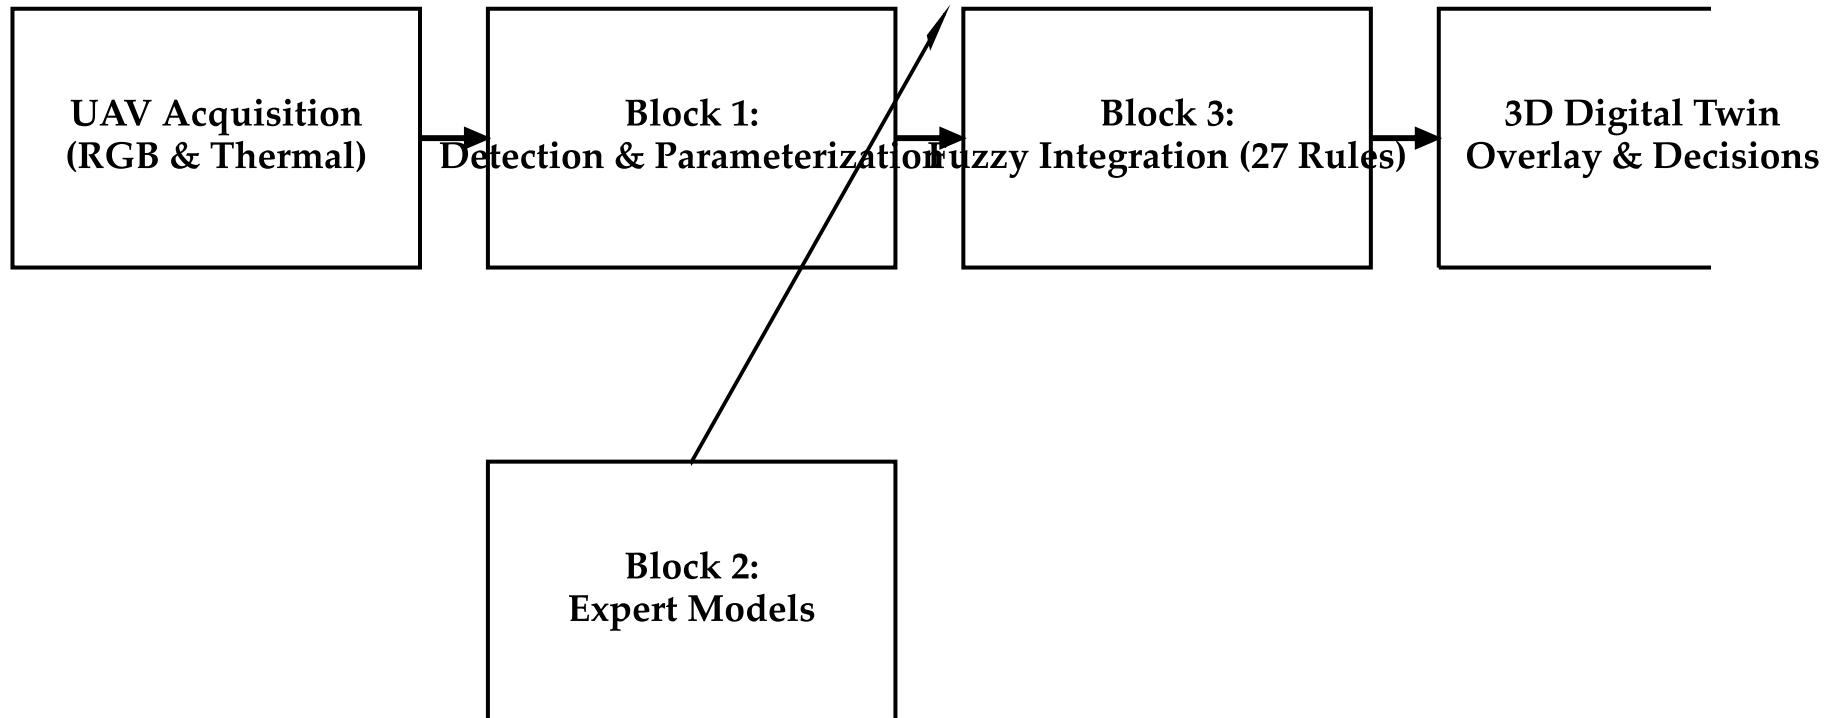 UAV Acquisition
(RGB & Thermal)
Block 1:
Detection & Parameterization
Block 3:
Fuzzy Integration (27 Rules)
3D Digital Twin
Overlay & Decisions
Block 2:
Expert Models